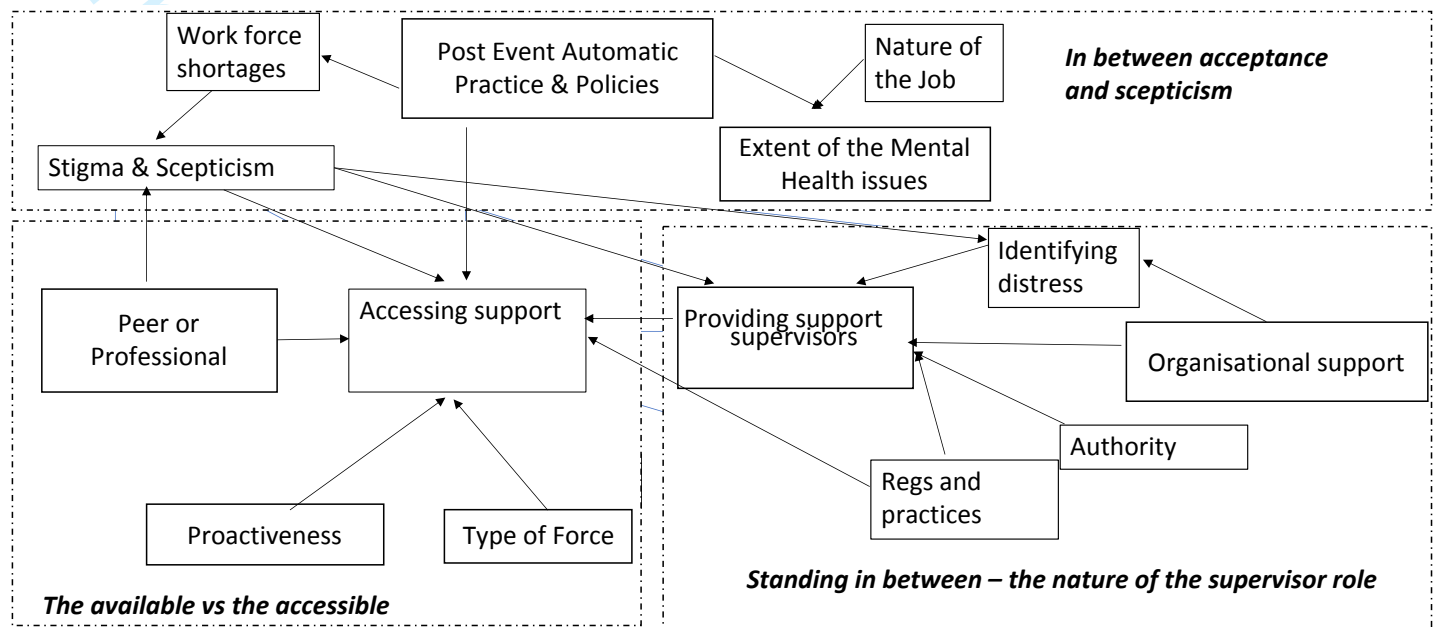 Work force
shortages
Post Event Automatic
Practice & Policies
Nature of
the Job
In between acceptance
and scepticism
Extent of the Mental
Health issues
Stigma & Scepticism
Identifying
distress
Peer or
Professional
Accessing support
Providing support
supervisors
Organisational support
Authority
Regs and
practices
Proactiveness
Type of Force
Standing in between – the nature of the supervisor role
The available vs the accessible